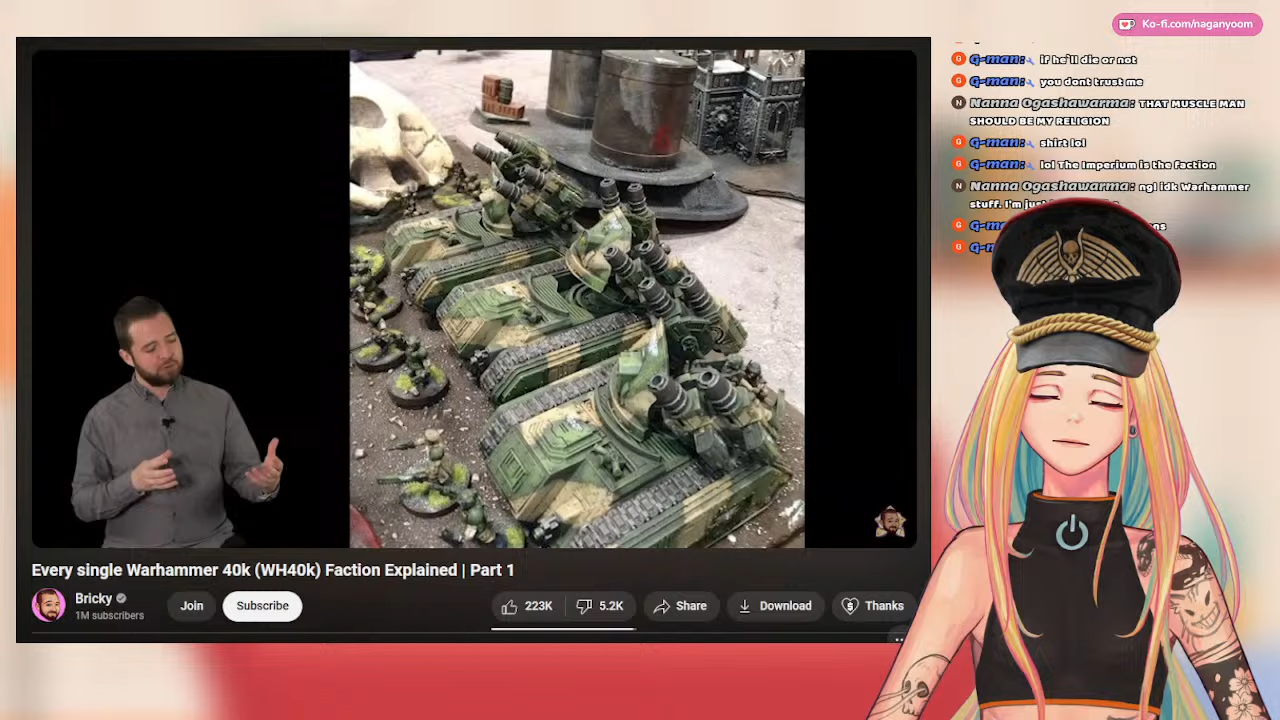 Ko-fi.com/naganyoom
G-man: if he'll die or not
G-man: you dont trust me
Nanna Ogashawarma: THAT MUSCLE MAN
SHOULD BE MY RELIGION
G-man: shirt lol
G-man: lol The Imperium is the faction
Nanna Ogashawarma: ngl idk Warhammer
stuff. I'm
Every single Warhammer 40k (WH40k) Faction Explained | Part 1
Bricky
1M subscribers
Join
Subscribe
223K
5.2K
Share
Download
Thanks